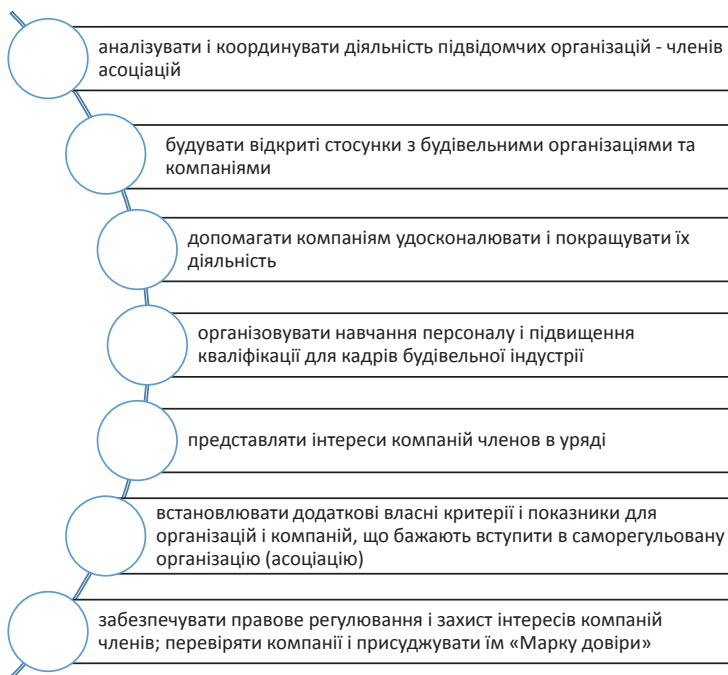 аналізувати і координувати діяльність підвідомчих організацій - членів
асоціацій
будувати відкриті стосунки з будівельними організаціями та
компаніями
допомагати компаніям удосконалювати і покращувати їх
діяльність
організовувати навчання персоналу і підвищення
кваліфікації для кадрів будівельної індустрії
представляти інтереси компаній членов в уряді
встановлювати додаткові власні критерії і показники для
організацій і компаній, що бажають вступити в саморегульовану
організацію (асоціацію)
забезпечувати правове регулювання і захист інтересів компаній
членів; перевіряти компанії і присуджувати їм «Марку довіри»